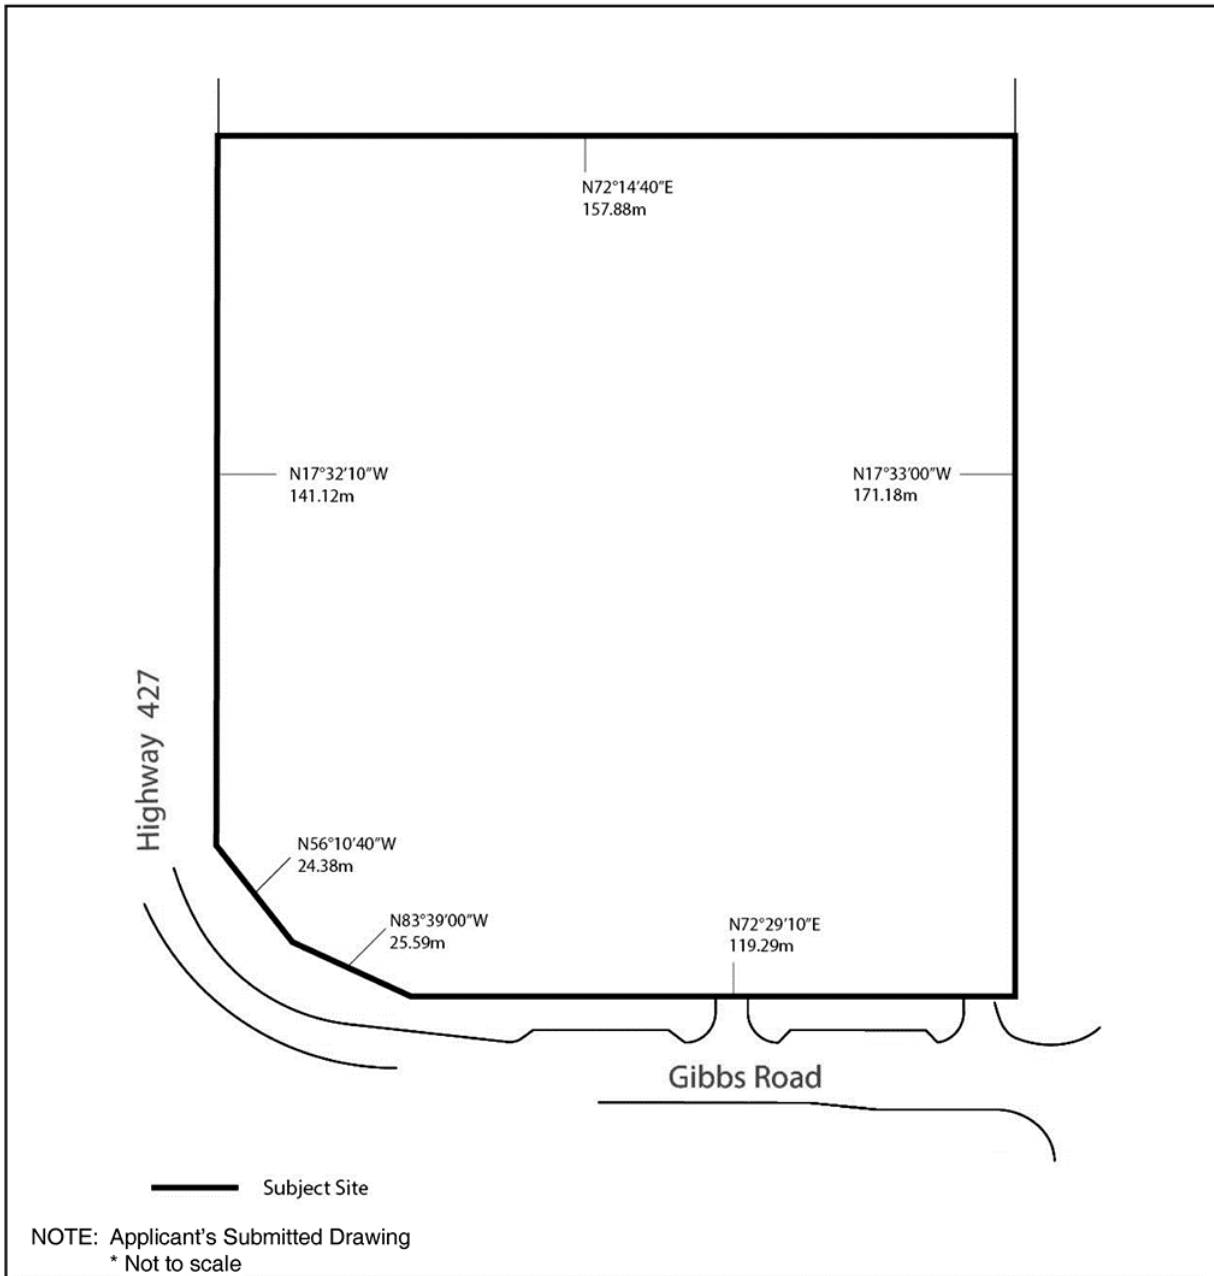 N72°14'40"E
157.88m
N17°32'10"W
141.12m
N17°33'00"W
171.18m
Highway 427
N56°10'40"W
24.38m
N83°39'00"W
25.59m
N72°29'10"E
119.29m
Gibbs Road
Subject Site
NOTE: Applicant's Submitted Drawing
* Not to scale